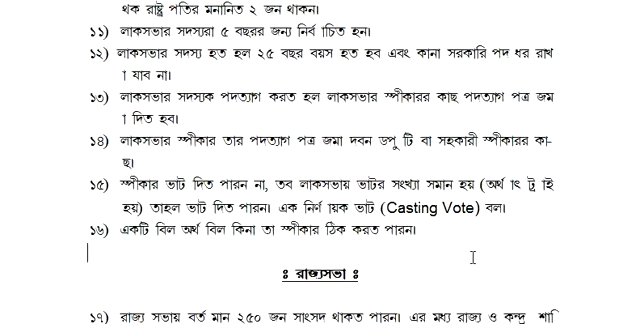 থক রাষ্ট্র পতির মনানিত ২ জন থাকন।
১১) লাকসভার সদস্যরা ৫ বছরর জন্য নির্ব াচিত হন।
১২) লাকসভার সদস্য হত হল ২৫ বছর বয়স হত হব এবং কানা সরকারি পদ ধর রাখ
া যাব না।
১৩) লাকসভার সদস্যক পদত্যাগ করত হল লাকসভার স্পীকারর কাছ পদত্যাগ পত্র জম
া দিত হব।
১৪) লাকসভার স্পীকার তার পদত্যাগ পত্র জমা দবন ডপু টি বা সহকারী স্পীকারর কা-
ছ।
১৫) স্পীকার ভাট দিত পারন না, তব লাকসভায় ভাটর সংখ্যা সমান হয় (অর্থ াৎ ট্র াই
হয়) তাহল ভাট দিত পারন। এক নির্ণ ায়ক ভাট (Casting Vote) বল।
১৬) একটি বিল অর্থ বিল কিনা তা স্পীকার ঠিক করত পারন।
ঃ রাজ্যসভা ঃ
১৭) রাজ্য সভায় বর্ত মান ২৫০ জন সাংসদ থাকত পারন। এর মধ্য রাজ্য ও কন্দ্র শাি